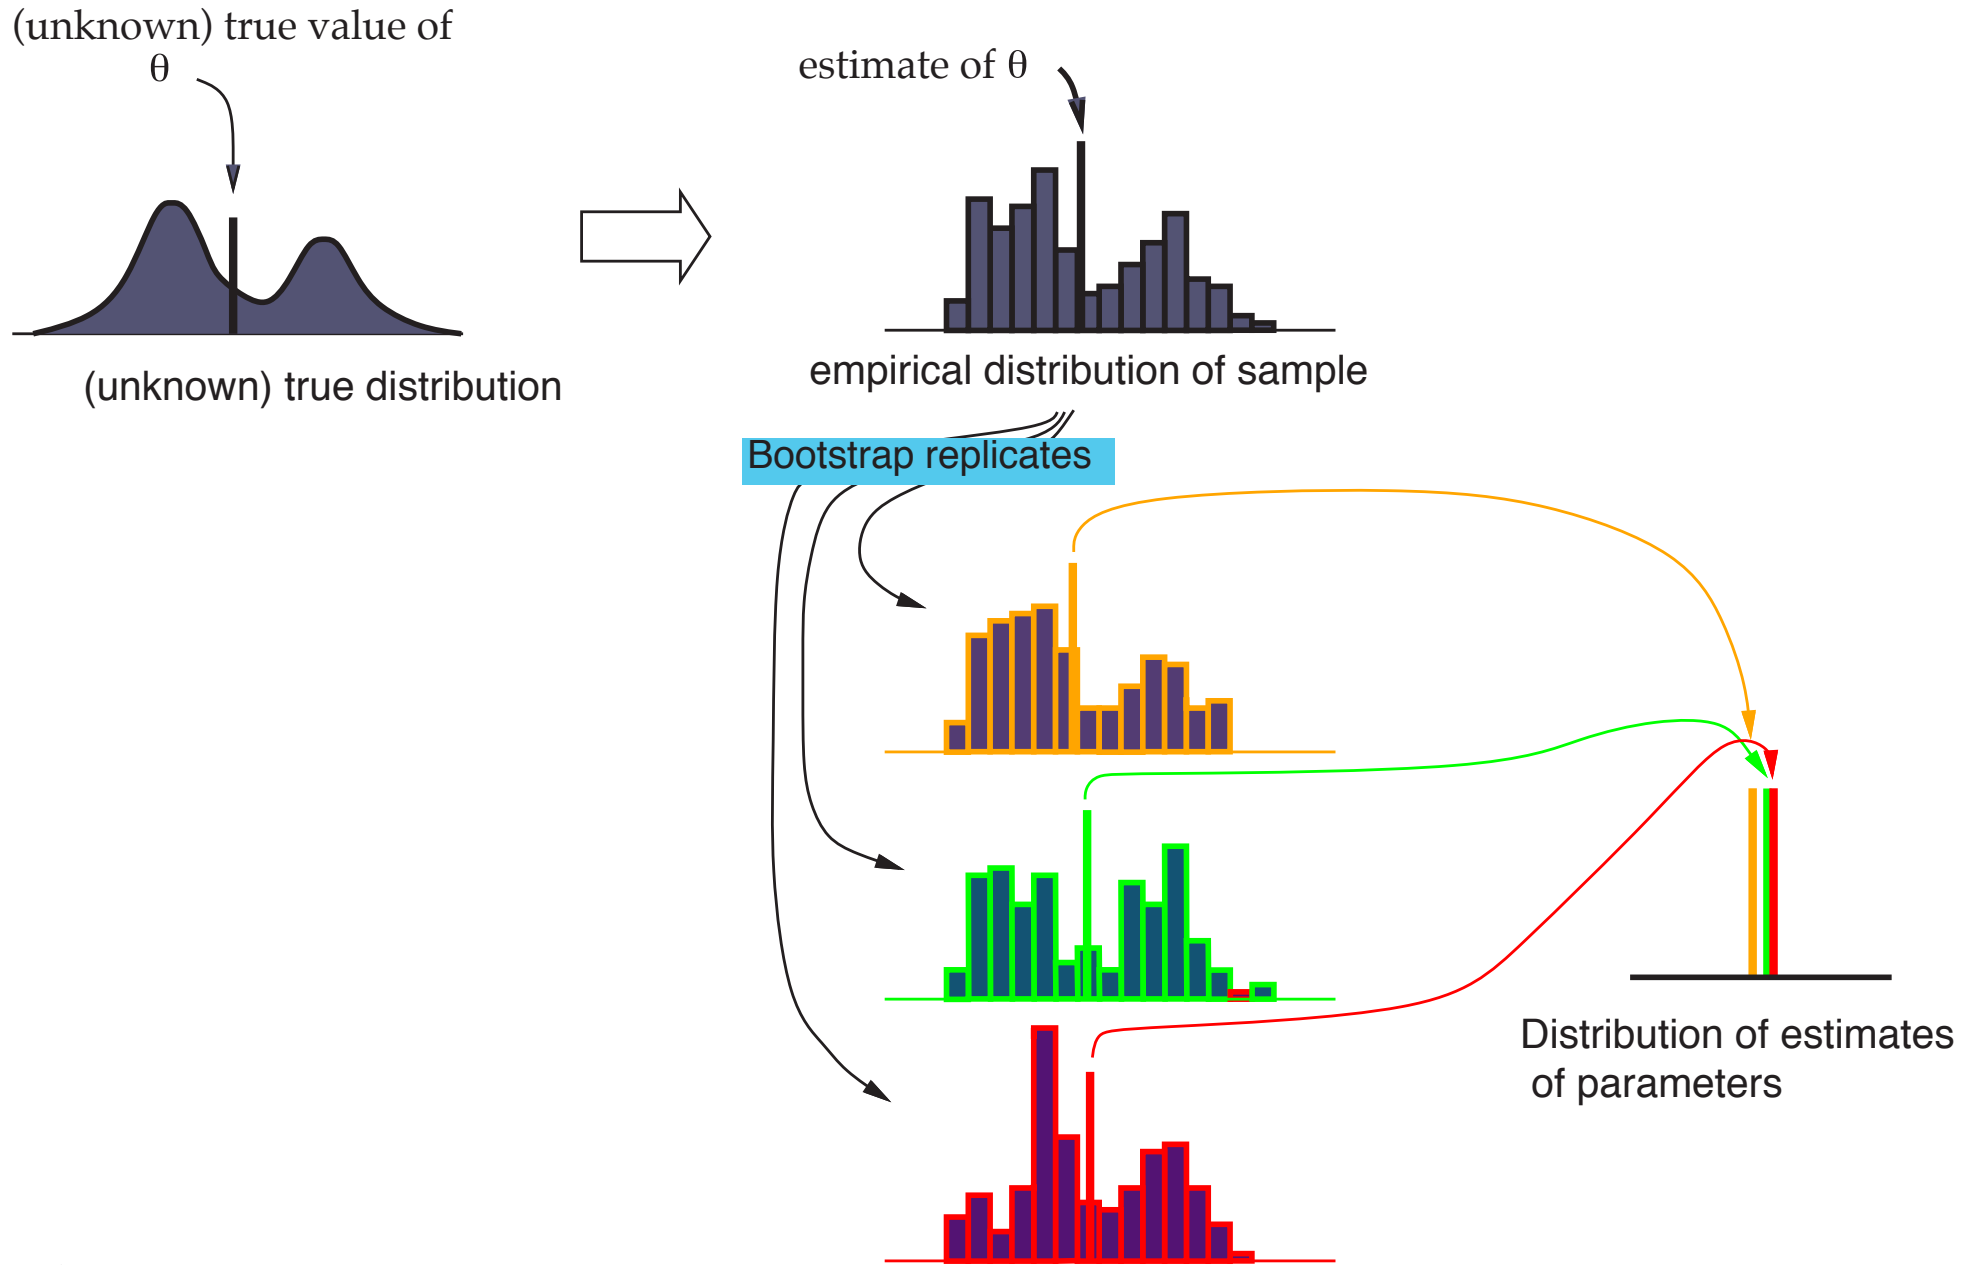 (unknown) true value of
θ
estimate of θ
(unknown) true distribution
empirical distribution of sample
Bootstrap replicates
Distribution of estimates
of parameters